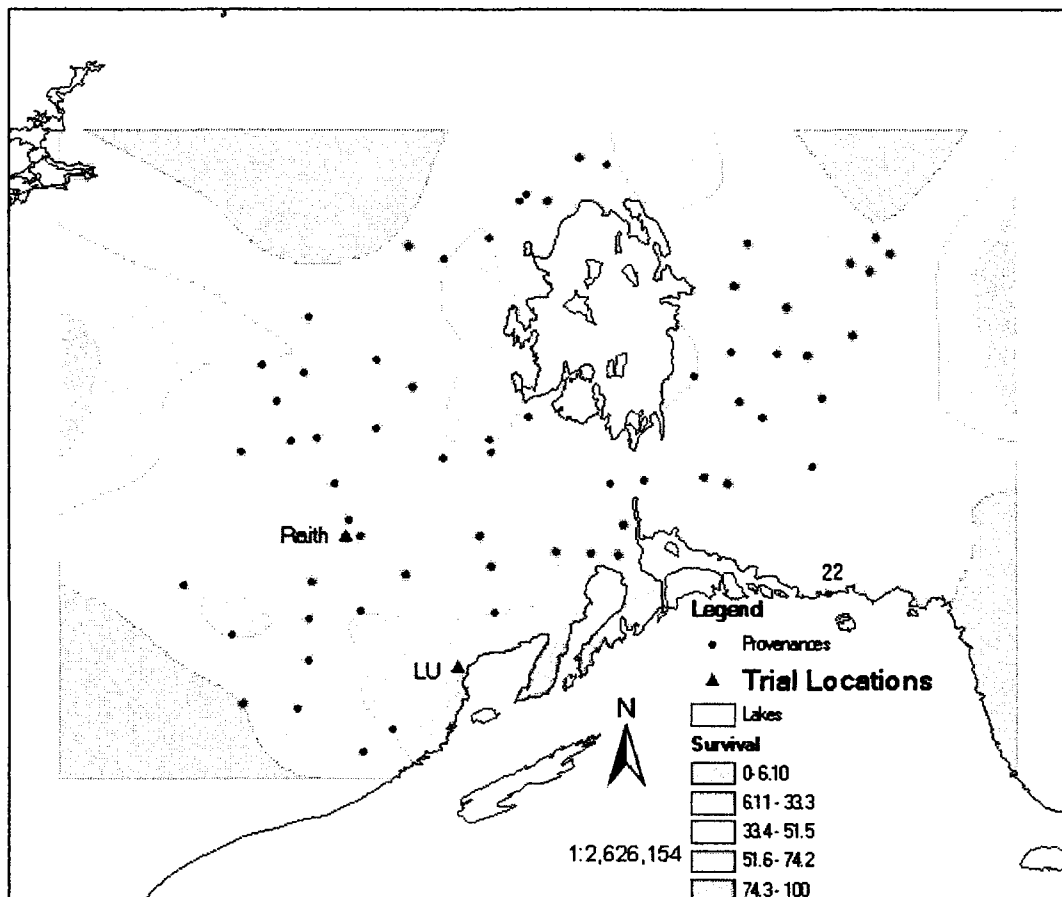 Raith
22
Legend
Provenances
LU
Trial Locations
N
Lakes
Survival
0-6.10
6.11 - 33.3
33.4 - 51.5
1:2,626,154
51.6 - 74.2
74.3 - 100